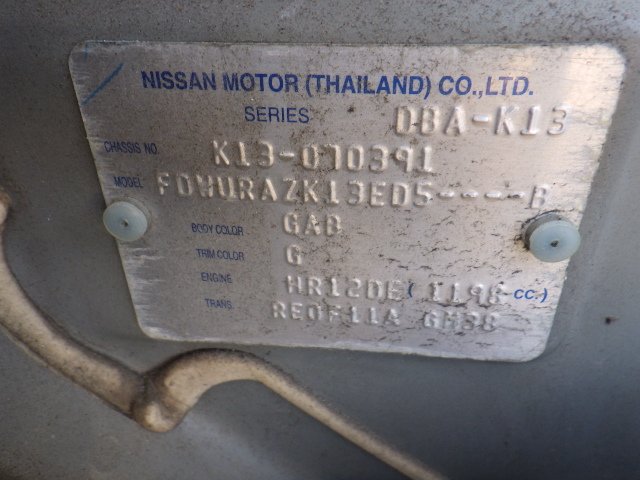 NISSAN MOTOR (THAILAND) CO.,LTD.
SERIES DBA-K13
CHASSIS NO. K13-070391
MODEL FDWURAZK13ED5----B
BODY COLOR GAB
TRIM COLOR G
ENGINE HR12DE ( 1198 cc.)
TRANS. RE0F11A GM38